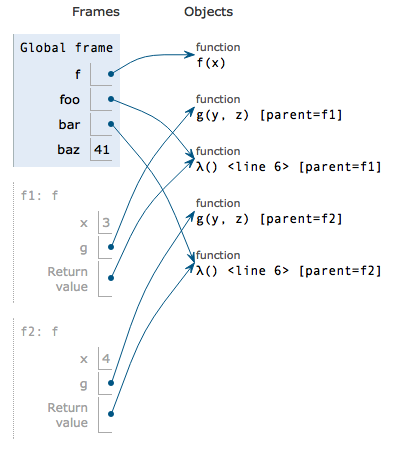 Frames Objects
Global frame
f
foo
bar
baz 41
function
f(x)
function
g(y, z) [parent=f1]
function
λ() <line 6> [parent=f1]
function
g(y, z) [parent=f2]
function
λ() <line 6> [parent=f2]
f1: f
x 3
g
Return
value
f2: f
x 4
g
Return
value